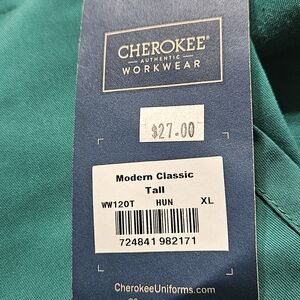 CHEROKEE®
AUTHENTIC
WORKWEAR
$27.00
Modern Classic
Tall
WW120T HUN XL
724841 982171
CherokeeUniforms.com